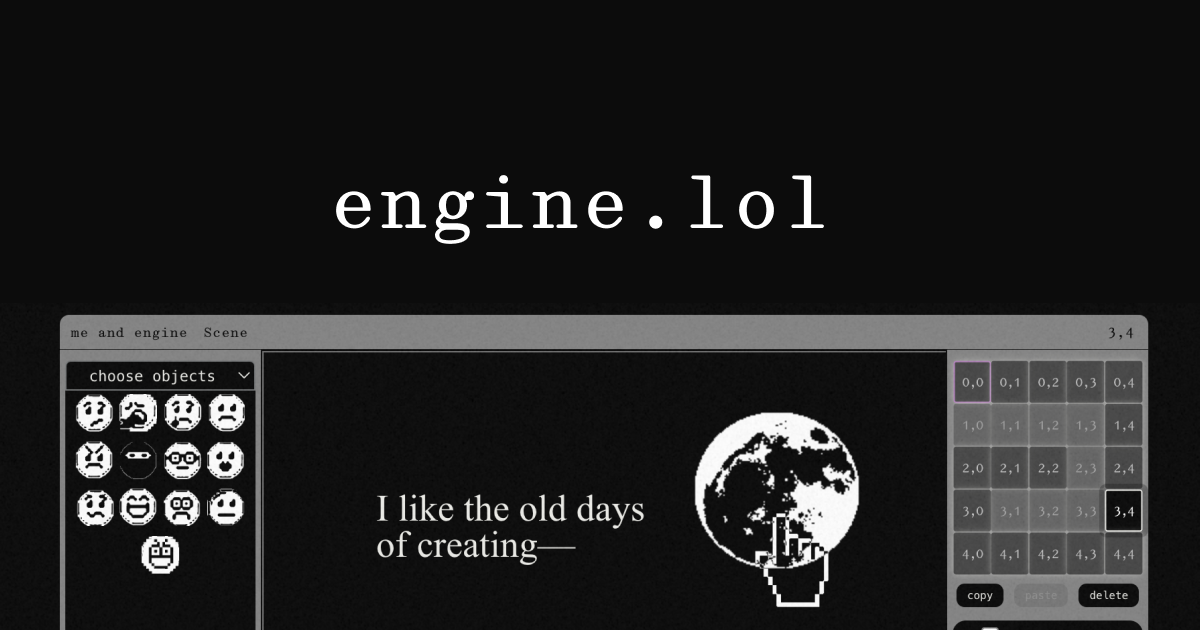 engine.lol
me and engine Scene 3,4
choose objects
I like the old days
of creating—
0,0 0,1 0,2 0,3 0,4
1,0 1,1 1,2 1,3 1,4
2,0 2,1 2,2 2,3 2,4
3,0 3,1 3,2 3,3 3,4
4,0 4,1 4,2 4,3 4,4
copy paste delete